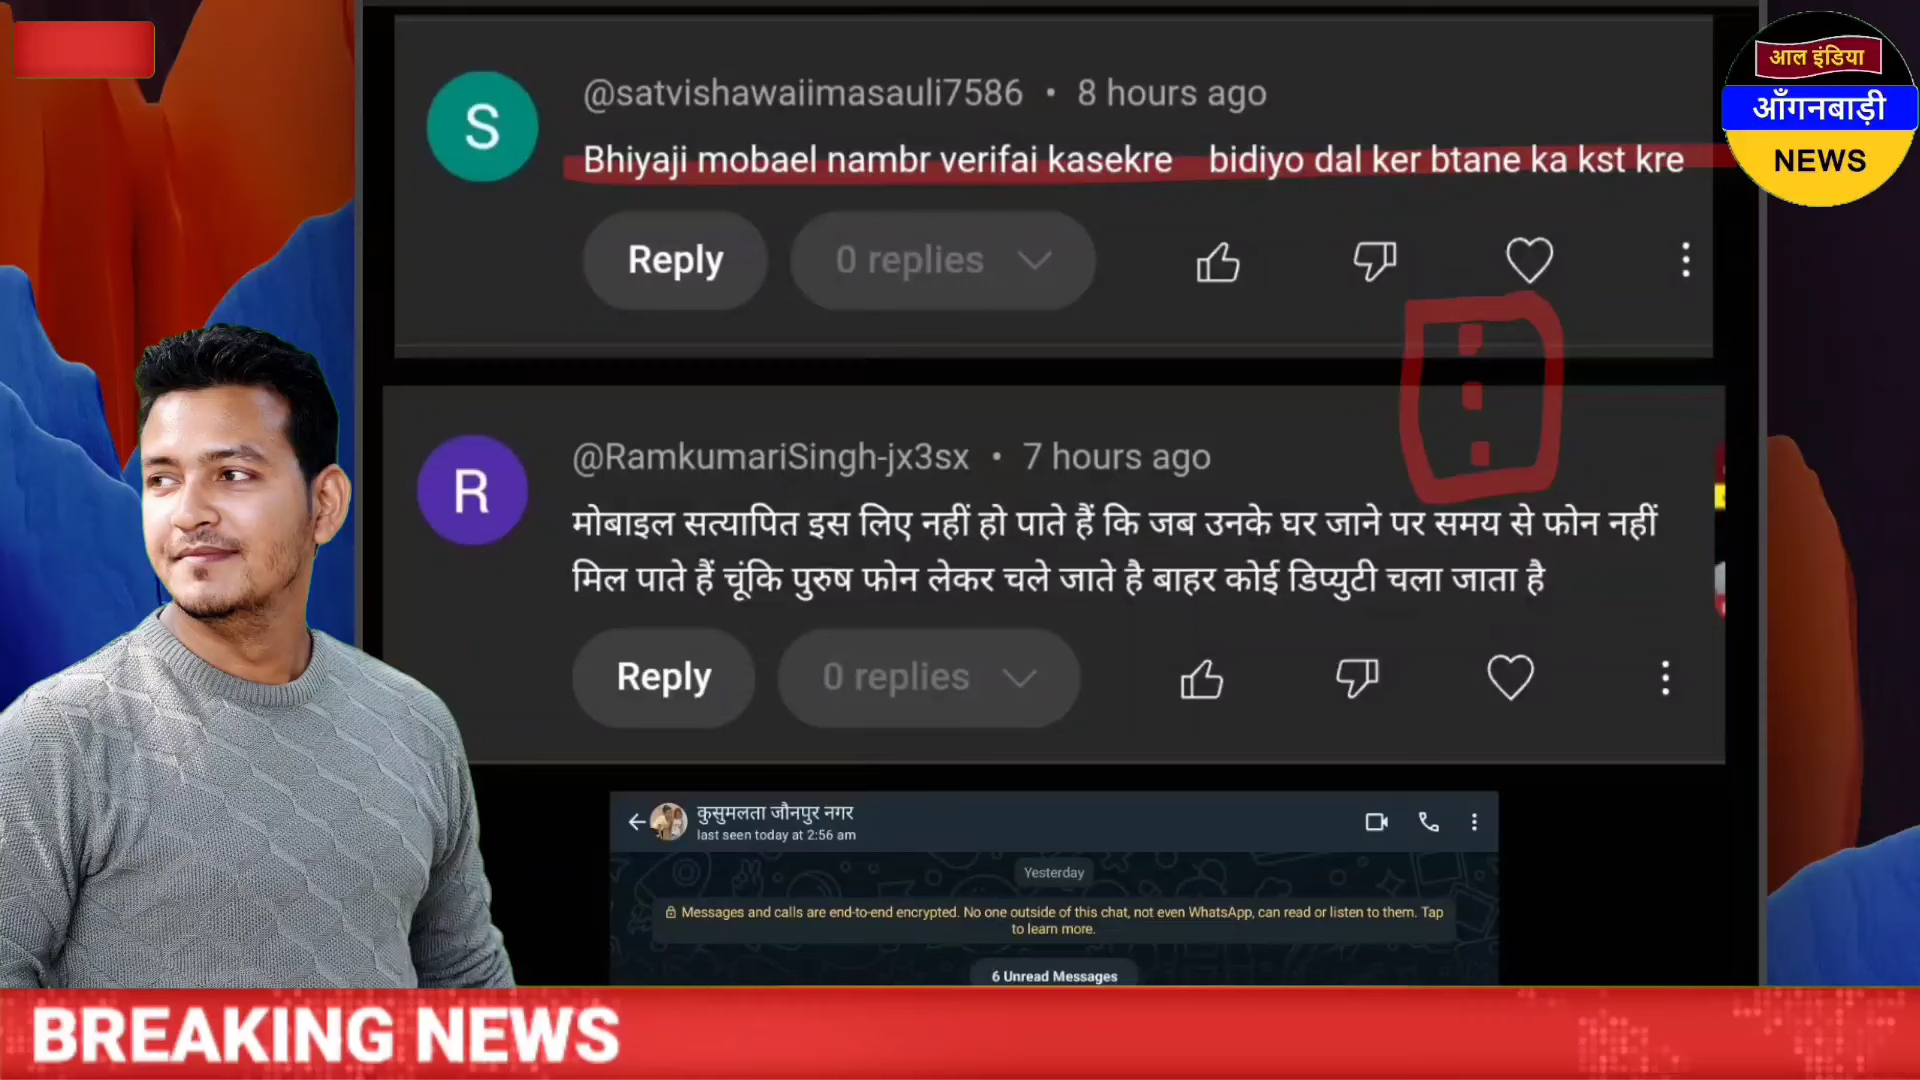 आल इंडिया
आँगनबाड़ी
NEWS
S
@satvishawaiimasauli7586 • 8 hours ago
Bhiyaji mobael nambr verifai kasekre bidiyo dal ker btane ka kst kre
Reply
0 replies
R
@RamkumariSingh-jx3sx • 7 hours ago
मोबाइल सत्यापित इस लिए नहीं हो पाते हैं कि जब उनके घर जाने पर समय से फोन नहीं
मिल पाते हैं चूंकि पुरुष फोन लेकर चले जाते है बाहर कोई डिप्युटी चला जाता है
Reply
0 replies
कुसुमलता जौनपुर नगर
last seen today at 2:56 am
Yesterday
Messages and calls are end-to-end encrypted. No one outside of this chat, not even WhatsApp, can read or listen to them. Tap
to learn more.
6 Unread Messages
BREAKING NEWS